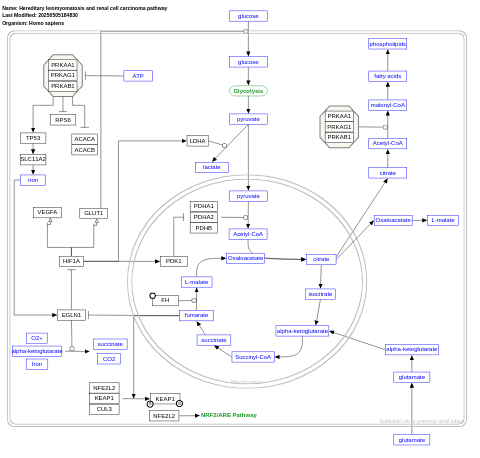 Name: Hereditary leiomyomatosis and renal cell carcinoma pathway
Last Modified: 20250505184830
Organism: Homo sapiens
glucose
phospholipids
PRKAA1
PRKAG1
PRKAB1
ATP
glucose
fatty acids
Glycolysis
malonyl-CoA
RPS6
pyruvate
PRKAA1
PRKAG1
PRKAB1
TP53
ACACA
ACACB
LDHA
Acetyl-CoA
SLC11A2
lactate
citrate
Iron
pyruvate
VEGFA
GLUT1
PDHA1
PDHA2
PDHB
Oxaloacetate
L-malate
Acetyl-CoA
HIF1A
PDK1
Oxaloacetate
citrate
L-malate
isocitrate
FH
EGLN1
fumarate
alpha-ketoglutarate
O2
succinate
succinate
alpha-ketoglutarate
CO2
Succinyl-CoA
alpha-ketoglutarate
Iron
glutamate
Mitochondrion
NFE2L2
KEAP1
CUL3
KEAP1
NFE2L2
NRF2/ARE Pathway
glutamate